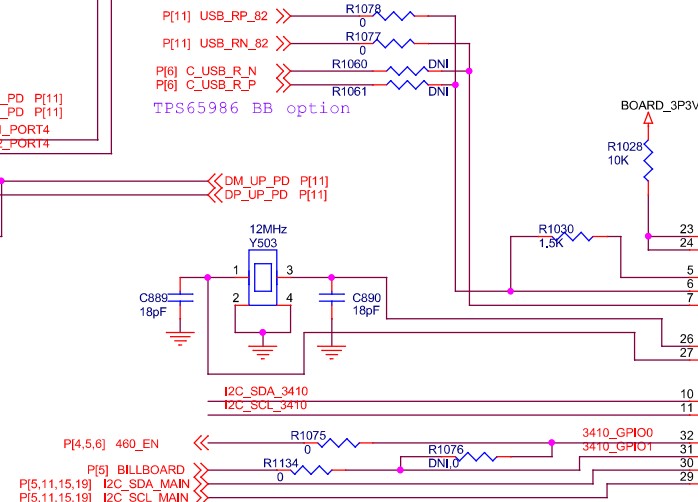 P[11] USB_RP_82
R1078
0
P[11] USB_RN_82
R1077
0
P[6] C_USB_R_N
R1060
DNI
P[6] C_USB_R_P
R1061
DNI
TPS65986 BB option
_PD P[11]
_PD P[11]
_PORT4
_PORT4
BOARD_3P3V
R1028
10K
DM_UP_PD P[11]
DP_UP_PD P[11]
12MHz
Y503
R1030
1.5K
23
24
1
3
5
6
7
C889
18pF
2
4
C890
18pF
26
27
I2C_SDA_3410
10
I2C_SCL_3410
11
P[4,5,6] 460_EN
R1075
0
3410_GPIO0
32
R1076
DNI,0
3410_GPIO1
31
P[5] BILLBOARD
R1134
0
30
P[5,11,15,19] I2C_SDA_MAIN
29
P[5,11,15,19] I2C_SCL_MAIN